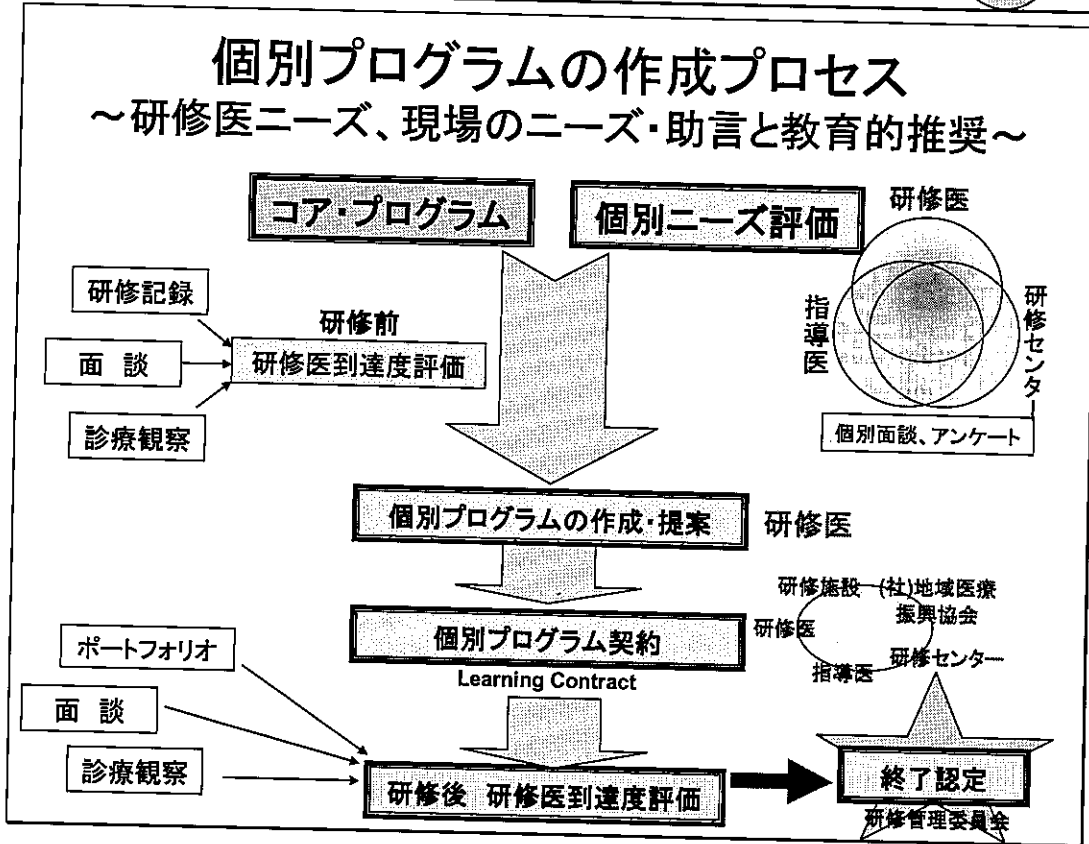 個別プログラムの作成プロセス
～研修医ニーズ、現場のニーズ・助言と教育的推奨～
コア・プログラム
個別ニーズ評価
研修医
指導医
研修センター
個別面談、アンケート
研修記録
面 談
診療観察
研修前
研修医到達度評価
個別プログラムの作成・提案
研修医
個別プログラム契約
Learning Contract
研修施設
(社)地域医療
振興協会
研修医
指導医
研修センター
ポートフォリオ
面 談
診療観察
研修後 研修医到達度評価
終了認定
研修管理委員会